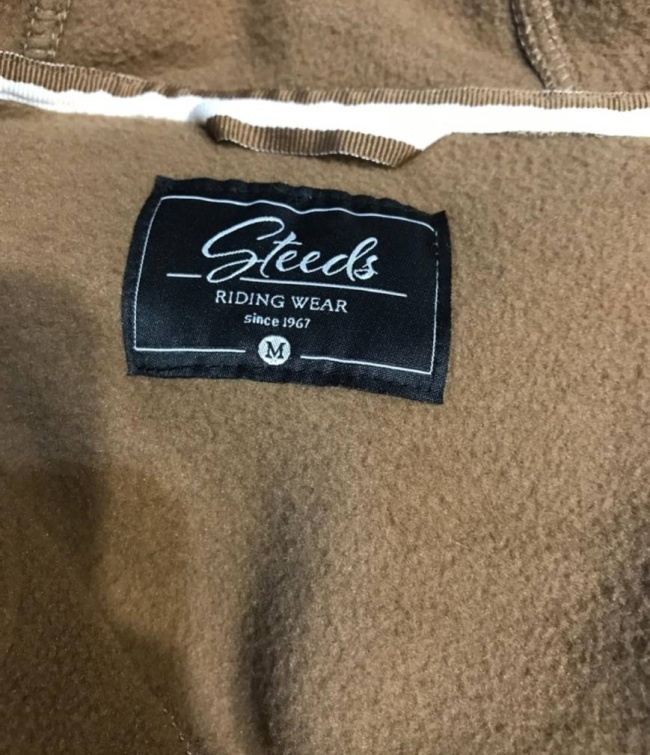 Steeds
RIDING WEAR
since 1967
M